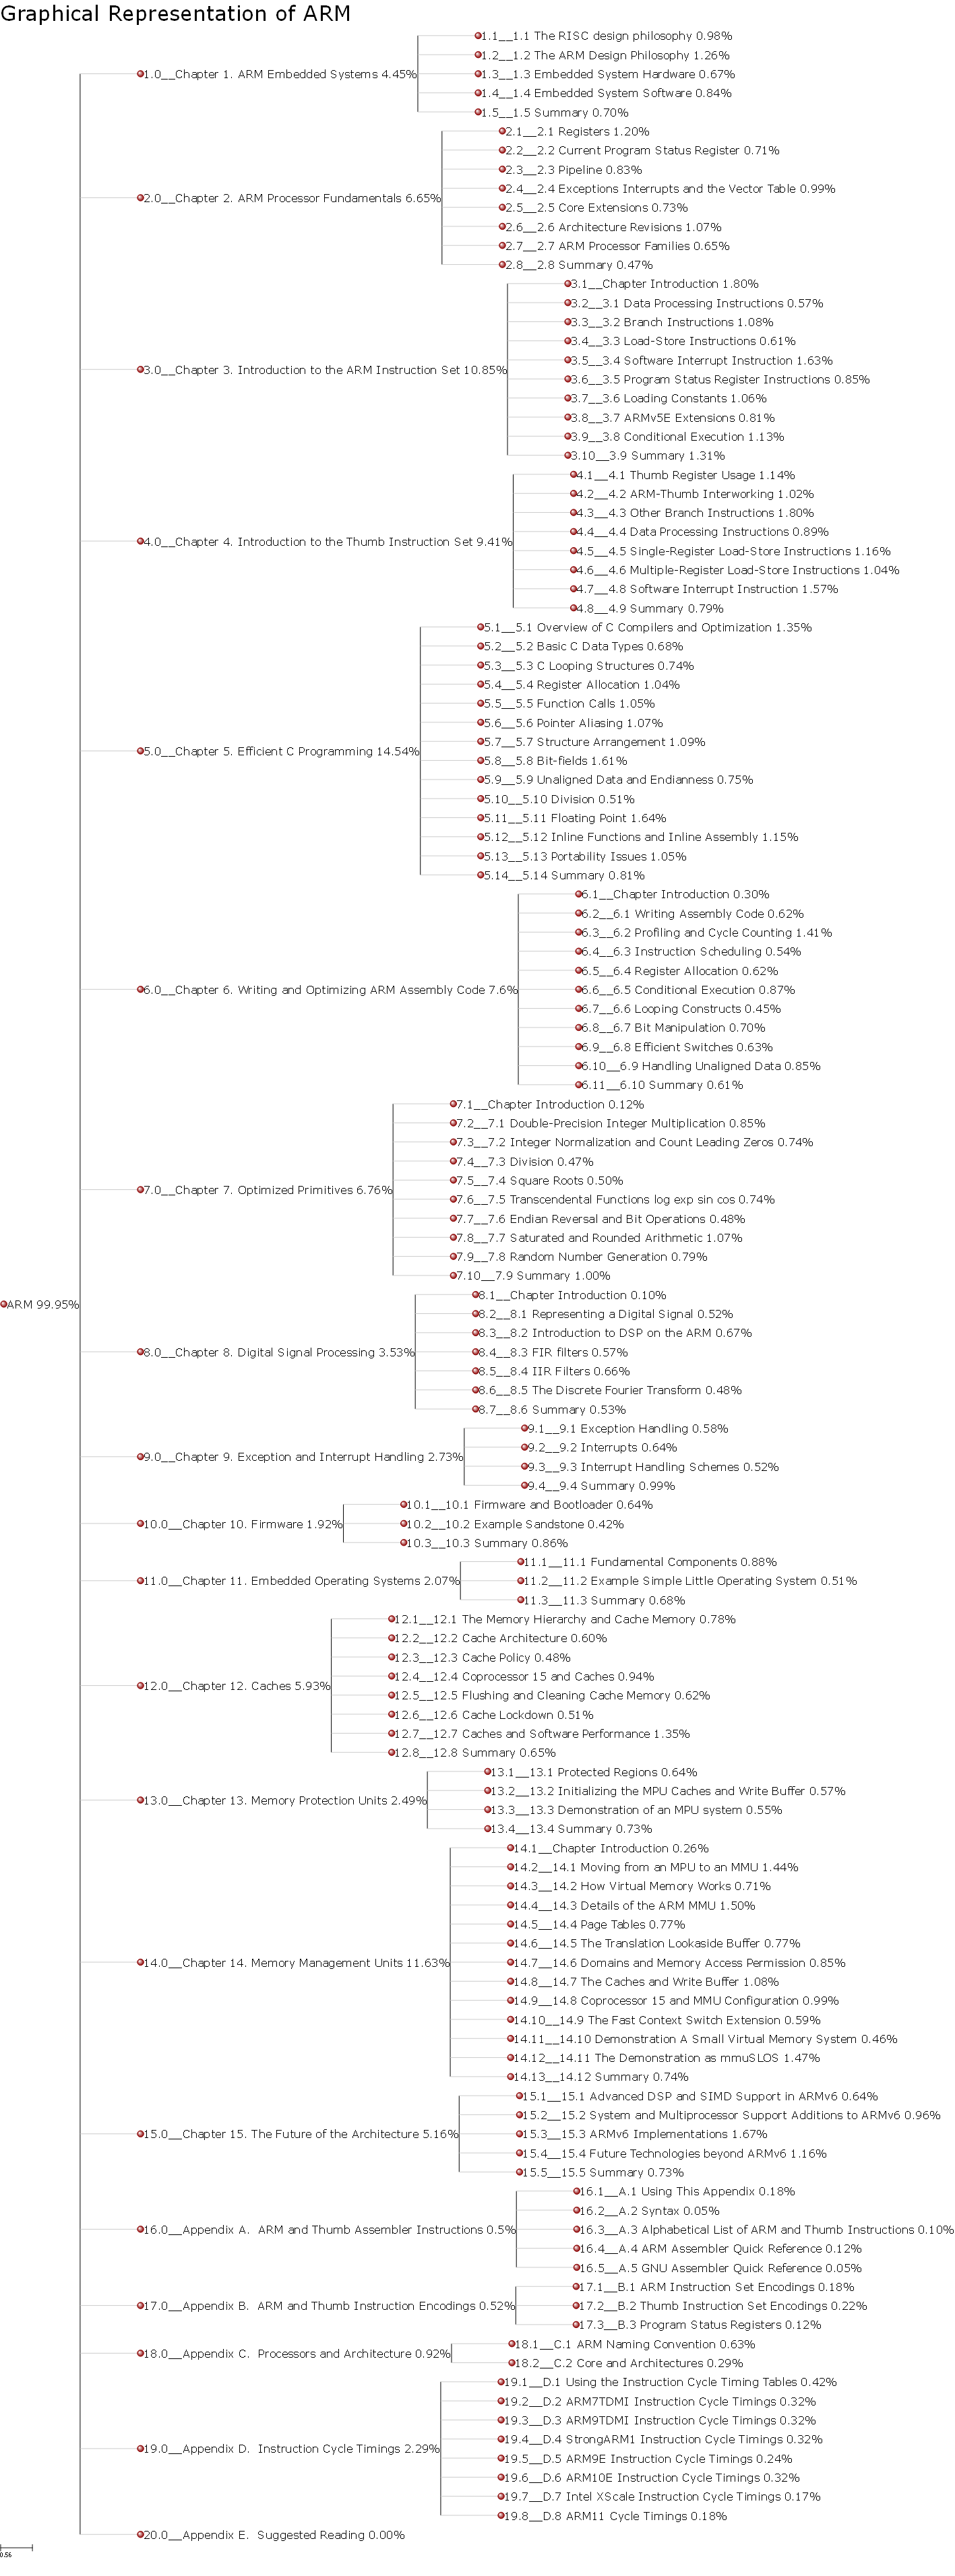 Graphical Representation of ARM
1.1__1.1 The RISC design philosophy 0.98%
1.2__1.2 The ARM Design Philosophy 1.26%
1.0__Chapter 1. ARM Embedded Systems 4.45%
1.3__1.3 Embedded System Hardware 0.67%
1.4__1.4 Embedded System Software 0.84%
1.5__1.5 Summary 0.70%
2.1__2.1 Registers 1.20%
2.2__2.2 Current Program Status Register 0.71%
2.3__2.3 Pipeline 0.83%
2.4__2.4 Exceptions Interrupts and the Vector Table 0.99%
2.0__Chapter 2. ARM Processor Fundamentals 6.65%
2.5__2.5 Core Extensions 0.73%
2.6__2.6 Architecture Revisions 1.07%
2.7__2.7 ARM Processor Families 0.65%
2.8__2.8 Summary 0.47%
3.1__Chapter Introduction 1.80%
3.2__3.1 Data Processing Instructions 0.57%
3.3__3.2 Branch Instructions 1.08%
3.4__3.3 Load-Store Instructions 0.61%
3.5__3.4 Software Interrupt Instruction 1.63%
3.0__Chapter 3. Introduction to the ARM Instruction Set 10.85%
3.6__3.5 Program Status Register Instructions 0.85%
3.7__3.6 Loading Constants 1.06%
3.8__3.7 ARMv5E Extensions 0.81%
3.9__3.8 Conditional Execution 1.13%
3.10__3.9 Summary 1.31%
4.1__4.1 Thumb Register Usage 1.14%
4.2__4.2 ARM-Thumb Interworking 1.02%
4.3__4.3 Other Branch Instructions 1.80%
4.4__4.4 Data Processing Instructions 0.89%
4.0__Chapter 4. Introduction to the Thumb Instruction Set 9.41%
4.5__4.5 Single-Register Load-Store Instructions 1.16%
4.6__4.6 Multiple-Register Load-Store Instructions 1.04%
4.7__4.8 Software Interrupt Instruction 1.57%
4.8__4.9 Summary 0.79%
5.1__5.1 Overview of C Compilers and Optimization 1.35%
5.2__5.2 Basic C Data Types 0.68%
5.3__5.3 C Looping Structures 0.74%
5.4__5.4 Register Allocation 1.04%
5.5__5.5 Function Calls 1.05%
5.6__5.6 Pointer Aliasing 1.07%
5.7__5.7 Structure Arrangement 1.09%
5.0__Chapter 5. Efficient C Programming 14.54%
5.8__5.8 Bit-fields 1.61%
5.9__5.9 Unaligned Data and Endianness 0.75%
5.10__5.10 Division 0.51%
5.11__5.11 Floating Point 1.64%
5.12__5.12 Inline Functions and Inline Assembly 1.15%
5.13__5.13 Portability Issues 1.05%
5.14__5.14 Summary 0.81%
6.1__Chapter Introduction 0.30%
6.2__6.1 Writing Assembly Code 0.62%
6.3__6.2 Profiling and Cycle Counting 1.41%
6.4__6.3 Instruction Scheduling 0.54%
6.5__6.4 Register Allocation 0.62%
6.0__Chapter 6. Writing and Optimizing ARM Assembly Code 7.6%
6.6__6.5 Conditional Execution 0.87%
6.7__6.6 Looping Constructs 0.45%
6.8__6.7 Bit Manipulation 0.70%
6.9__6.8 Efficient Switches 0.63%
6.10__6.9 Handling Unaligned Data 0.85%
6.11__6.10 Summary 0.61%
7.1__Chapter Introduction 0.12%
7.2__7.1 Double-Precision Integer Multiplication 0.85%
7.3__7.2 Integer Normalization and Count Leading Zeros 0.74%
7.4__7.3 Division 0.47%
7.5__7.4 Square Roots 0.50%
7.0__Chapter 7. Optimized Primitives 6.76%
7.6__7.5 Transcendental Functions log exp sin cos 0.74%
7.7__7.6 Endian Reversal and Bit Operations 0.48%
7.8__7.7 Saturated and Rounded Arithmetic 1.07%
7.9__7.8 Random Number Generation 0.79%
7.10__7.9 Summary 1.00%
8.1__Chapter Introduction 0.10%
ARM 99.95%
8.2__8.1 Representing a Digital Signal 0.52%
8.3__8.2 Introduction to DSP on the ARM 0.67%
8.0__Chapter 8. Digital Signal Processing 3.53%
8.4__8.3 FIR filters 0.57%
8.5__8.4 IIR Filters 0.66%
8.6__8.5 The Discrete Fourier Transform 0.48%
8.7__8.6 Summary 0.53%
9.1__9.1 Exception Handling 0.58%
9.2__9.2 Interrupts 0.64%
9.0__Chapter 9. Exception and Interrupt Handling 2.73%
9.3__9.3 Interrupt Handling Schemes 0.52%
9.4__9.4 Summary 0.99%
10.1__10.1 Firmware and Bootloader 0.64%
10.0__Chapter 10. Firmware 1.92%
10.2__10.2 Example Sandstone 0.42%
10.3__10.3 Summary 0.86%
11.1__11.1 Fundamental Components 0.88%
11.0__Chapter 11. Embedded Operating Systems 2.07%
11.2__11.2 Example Simple Little Operating System 0.51%
11.3__11.3 Summary 0.68%
12.1__12.1 The Memory Hierarchy and Cache Memory 0.78%
12.2__12.2 Cache Architecture 0.60%
12.3__12.3 Cache Policy 0.48%
12.4__12.4 Coprocessor 15 and Caches 0.94%
12.0__Chapter 12. Caches 5.93%
12.5__12.5 Flushing and Cleaning Cache Memory 0.62%
12.6__12.6 Cache Lockdown 0.51%
12.7__12.7 Caches and Software Performance 1.35%
12.8__12.8 Summary 0.65%
13.1__13.1 Protected Regions 0.64%
13.2__13.2 Initializing the MPU Caches and Write Buffer 0.57%
13.0__Chapter 13. Memory Protection Units 2.49%
13.3__13.3 Demonstration of an MPU system 0.55%
13.4__13.4 Summary 0.73%
14.1__Chapter Introduction 0.26%
14.2__14.1 Moving from an MPU to an MMU 1.44%
14.3__14.2 How Virtual Memory Works 0.71%
14.4__14.3 Details of the ARM MMU 1.50%
14.5__14.4 Page Tables 0.77%
14.6__14.5 The Translation Lookaside Buffer 0.77%
14.0__Chapter 14. Memory Management Units 11.63%
14.7__14.6 Domains and Memory Access Permission 0.85%
14.8__14.7 The Caches and Write Buffer 1.08%
14.9__14.8 Coprocessor 15 and MMU Configuration 0.99%
14.10__14.9 The Fast Context Switch Extension 0.59%
14.11__14.10 Demonstration A Small Virtual Memory System 0.46%
14.12__14.11 The Demonstration as mmuSLOS 1.47%
14.13__14.12 Summary 0.74%
15.1__15.1 Advanced DSP and SIMD Support in ARMv6 0.64%
15.2__15.2 System and Multiprocessor Support Additions to ARMv6 0.96%
15.0__Chapter 15. The Future of the Architecture 5.16%
15.3__15.3 ARMv6 Implementations 1.67%
15.4__15.4 Future Technologies beyond ARMv6 1.16%
15.5__15.5 Summary 0.73%
16.1__A.1 Using This Appendix 0.18%
16.2__A.2 Syntax 0.05%
16.0__Appendix A. ARM and Thumb Assembler Instructions 0.5%
16.3__A.3 Alphabetical List of ARM and Thumb Instructions 0.10%
16.4__A.4 ARM Assembler Quick Reference 0.12%
16.5__A.5 GNU Assembler Quick Reference 0.05%
17.1__B.1 ARM Instruction Set Encodings 0.18%
17.0__Appendix B. ARM and Thumb Instruction Encodings 0.52%
17.2__B.2 Thumb Instruction Set Encodings 0.22%
17.3__B.3 Program Status Registers 0.12%
18.1__C.1 ARM Naming Convention 0.63%
18.0__Appendix C. Processors and Architecture 0.92%
18.2__C.2 Core and Architectures 0.29%
19.1__D.1 Using the Instruction Cycle Timing Tables 0.42%
19.2__D.2 ARM7TDMI Instruction Cycle Timings 0.32%
19.3__D.3 ARM9TDMI Instruction Cycle Timings 0.32%
19.4__D.4 StrongARM1 Instruction Cycle Timings 0.32%
19.0__Appendix D. Instruction Cycle Timings 2.29%
19.5__D.5 ARM9E Instruction Cycle Timings 0.24%
19.6__D.6 ARM10E Instruction Cycle Timings 0.32%
19.7__D.7 Intel XScale Instruction Cycle Timings 0.17%
19.8__D.8 ARM11 Cycle Timings 0.18%
20.0__Appendix E. Suggested Reading 0.00%
0.56